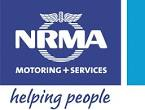 NRMA
MOTORING + SERVICES
helping people